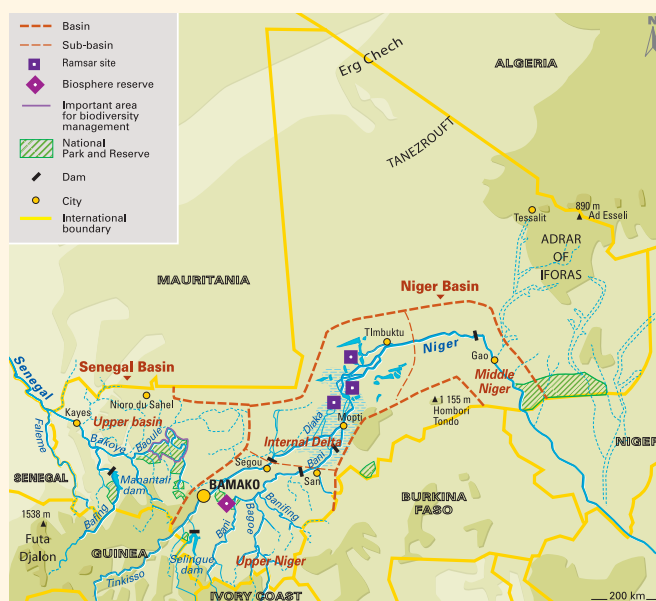 Basin
Sub-basin
Ramsar site
Biosphere reserve
Important area
for biodiversity
management
National
Park and Reserve
Dam
City
International
boundary
N
Erg Chech
ALGERIA
TANEZROUFT
890 m
Ad Esseli
Tessalit
ADRAR
OF
IFORAS
MAURITANIA
Niger Basin
TImbuktu
Niger
Gao
Middle
Niger
Senegal Basin
Senegal
Nioro du Sahel
Kayes
Upper basin
Diaka
Mopti
1 155 m
Hombori
Tondo
Faleme
Bakoye
Baoule
Internal Delta
NIGER
Segou
Bani
San
SENEGAL
Manantali
dam
BAMAKO
Bafing
BURKINA
FASO
1538 m
Futa
Djalon
Bani
Bagoe
Banifing
GUINEA
Selingue
dam
Upper Niger
Tinkisso
IVORY COAST
200 km